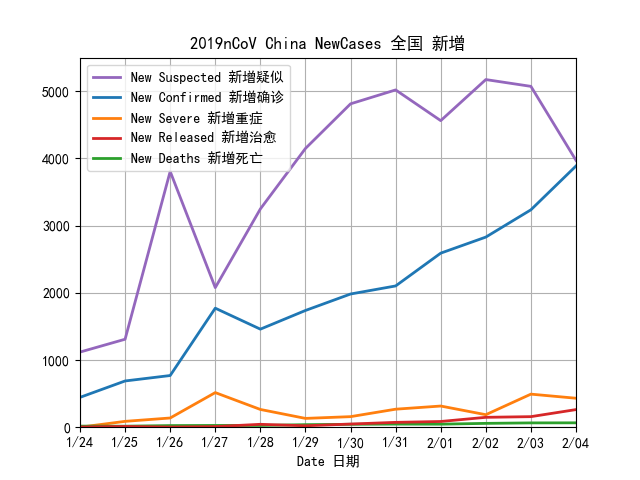 2019nCoV China NewCases 全国 新增
New Suspected 新增疑似
New Confirmed 新增确诊
New Severe 新增重症
New Released 新增治愈
New Deaths 新增死亡
5000
4000
3000
2000
1000
0
1/24 1/25 1/26 1/27 1/28 1/29 1/30 1/31 2/01 2/02 2/03 2/04
Date 日期